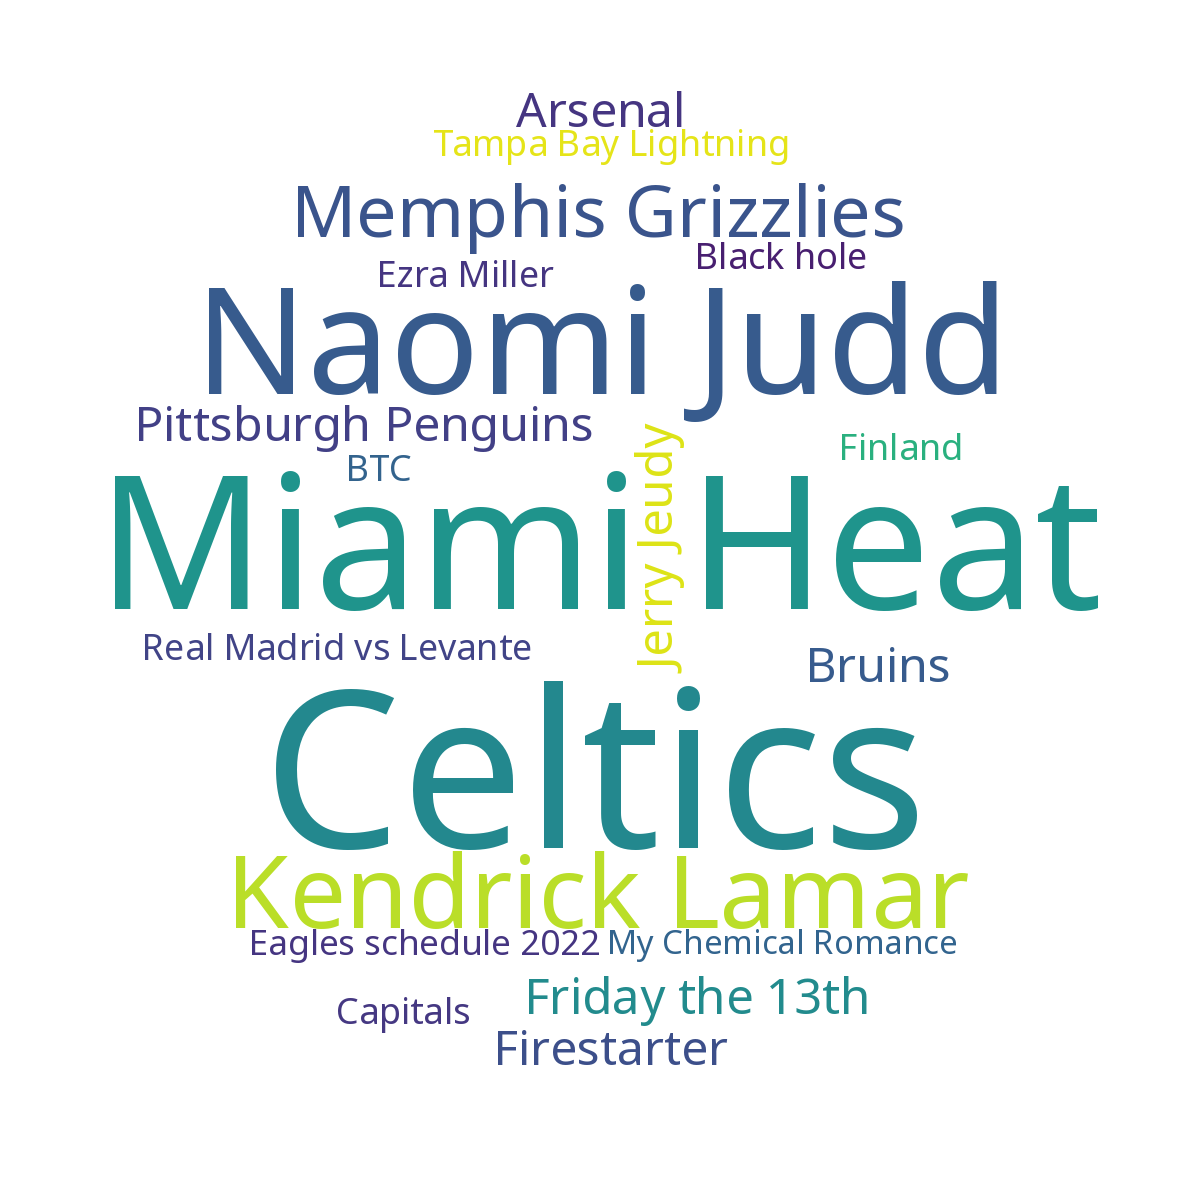 Arsenal
Tampa Bay Lightning
Memphis Grizzlies
Black hole
Ezra Miller
Naomi Judd
Pittsburgh Penguins
Finland
BTC
Jerry Jeudy
Miami Heat
Real Madrid vs Levante
Bruins
Celtics
Kendrick Lamar
Eagles schedule 2022
My Chemical Romance
Friday the 13th
Capitals
Firestarter